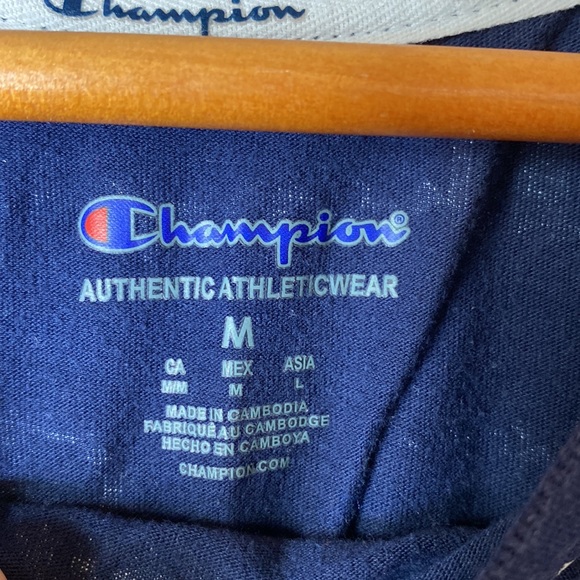 Champion
Champion®
AUTHENTIC ATHLETICWEAR
M
CA MEX ASIA
M/M M L
MADE IN CAMBODIA
FABRIQUÉ AU CAMBODGE
HECHO EN CAMBOYA
CHAMPION.COM